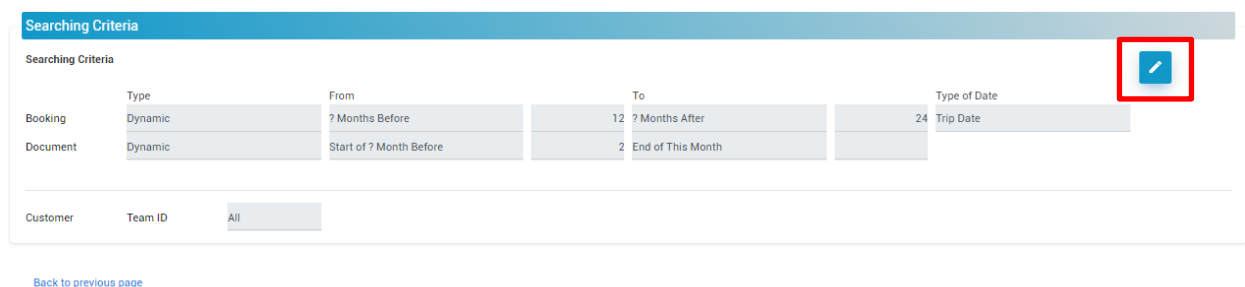 Searching Criteria
Searching Criteria
Type From To Type of Date
Booking Dynamic ? Months Before 12 ? Months After 24 Trip Date
Document Dynamic Start of ? Month Before 2 End of This Month
Customer Team ID All
Back to previous page